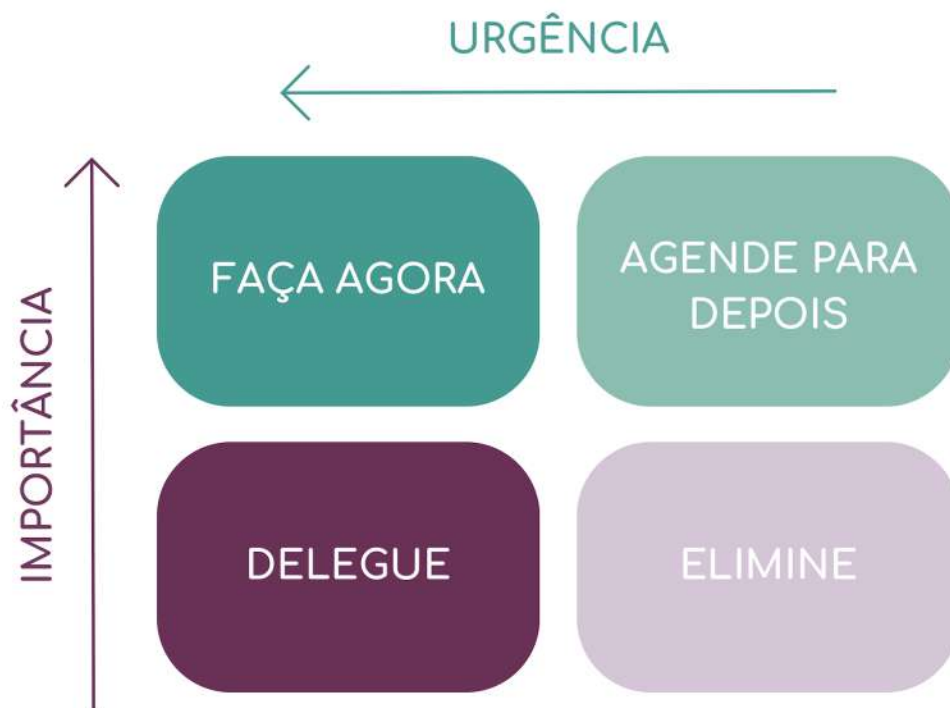 URGÊNCIA
IMPORTÂNCIA
FAÇA AGORA
AGENDE PARA
DEPOIS
DELEGUE
ELIMINE